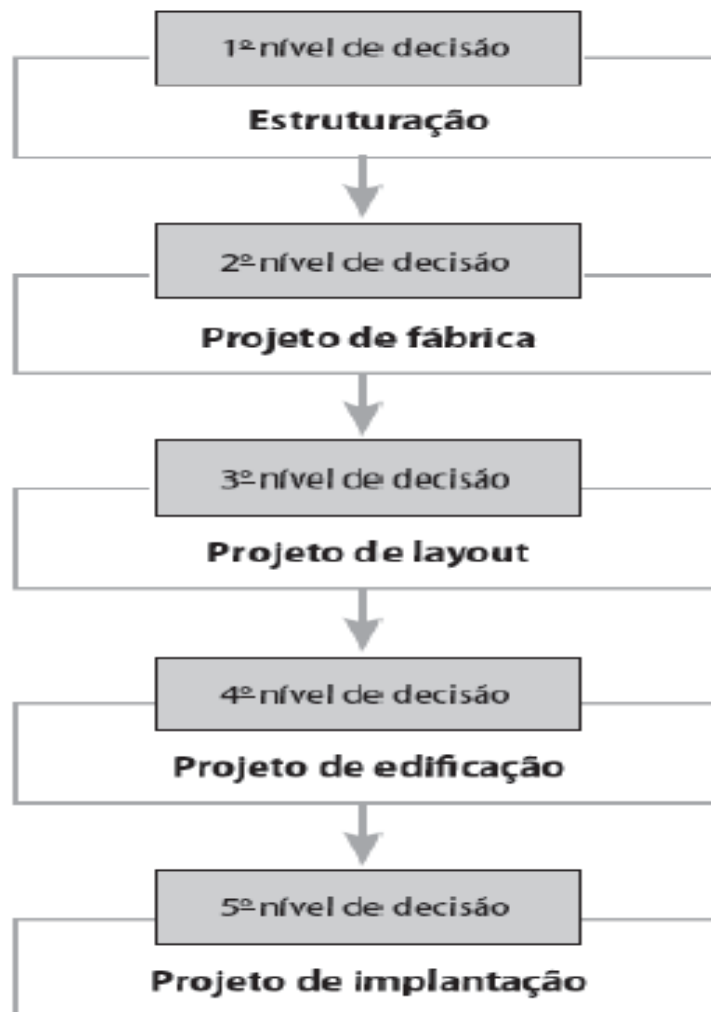 1º nível de decisão
Estruturação
2º nível de decisão
Projeto de fábrica
3º nível de decisão
Projeto de layout
4º nível de decisão
Projeto de edificação
5º nível de decisão
Projeto de implantação